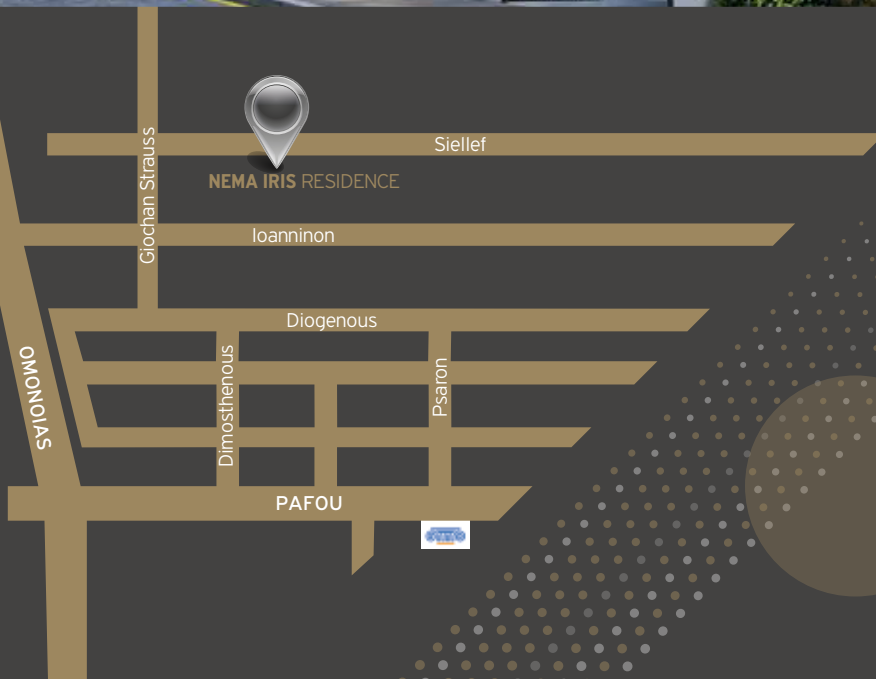 Siellef
Giochan Strauss
NEMA IRIS RESIDENCE
Ioanninon
Diogenous
OMONOIAS
Dimosthenous
Psaron
PAFOU